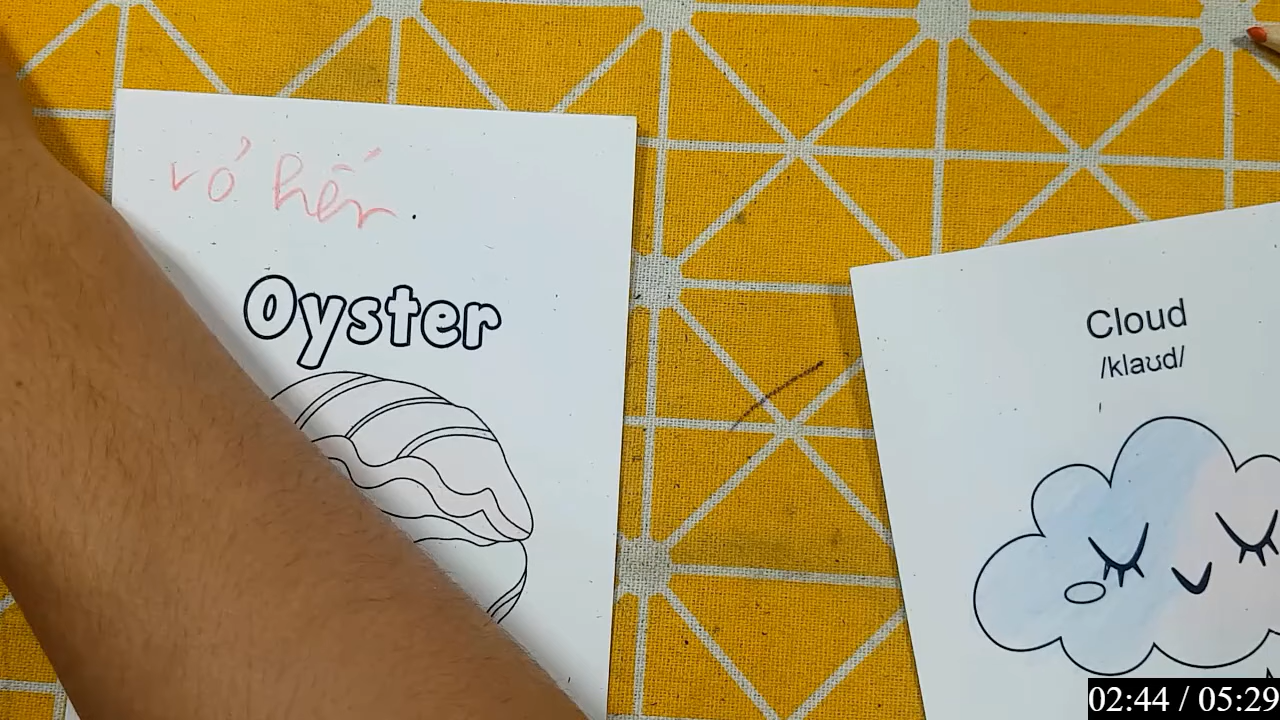 vỏ hến
Oyster
Cloud
/klaʊd/
02:44 / 05:29